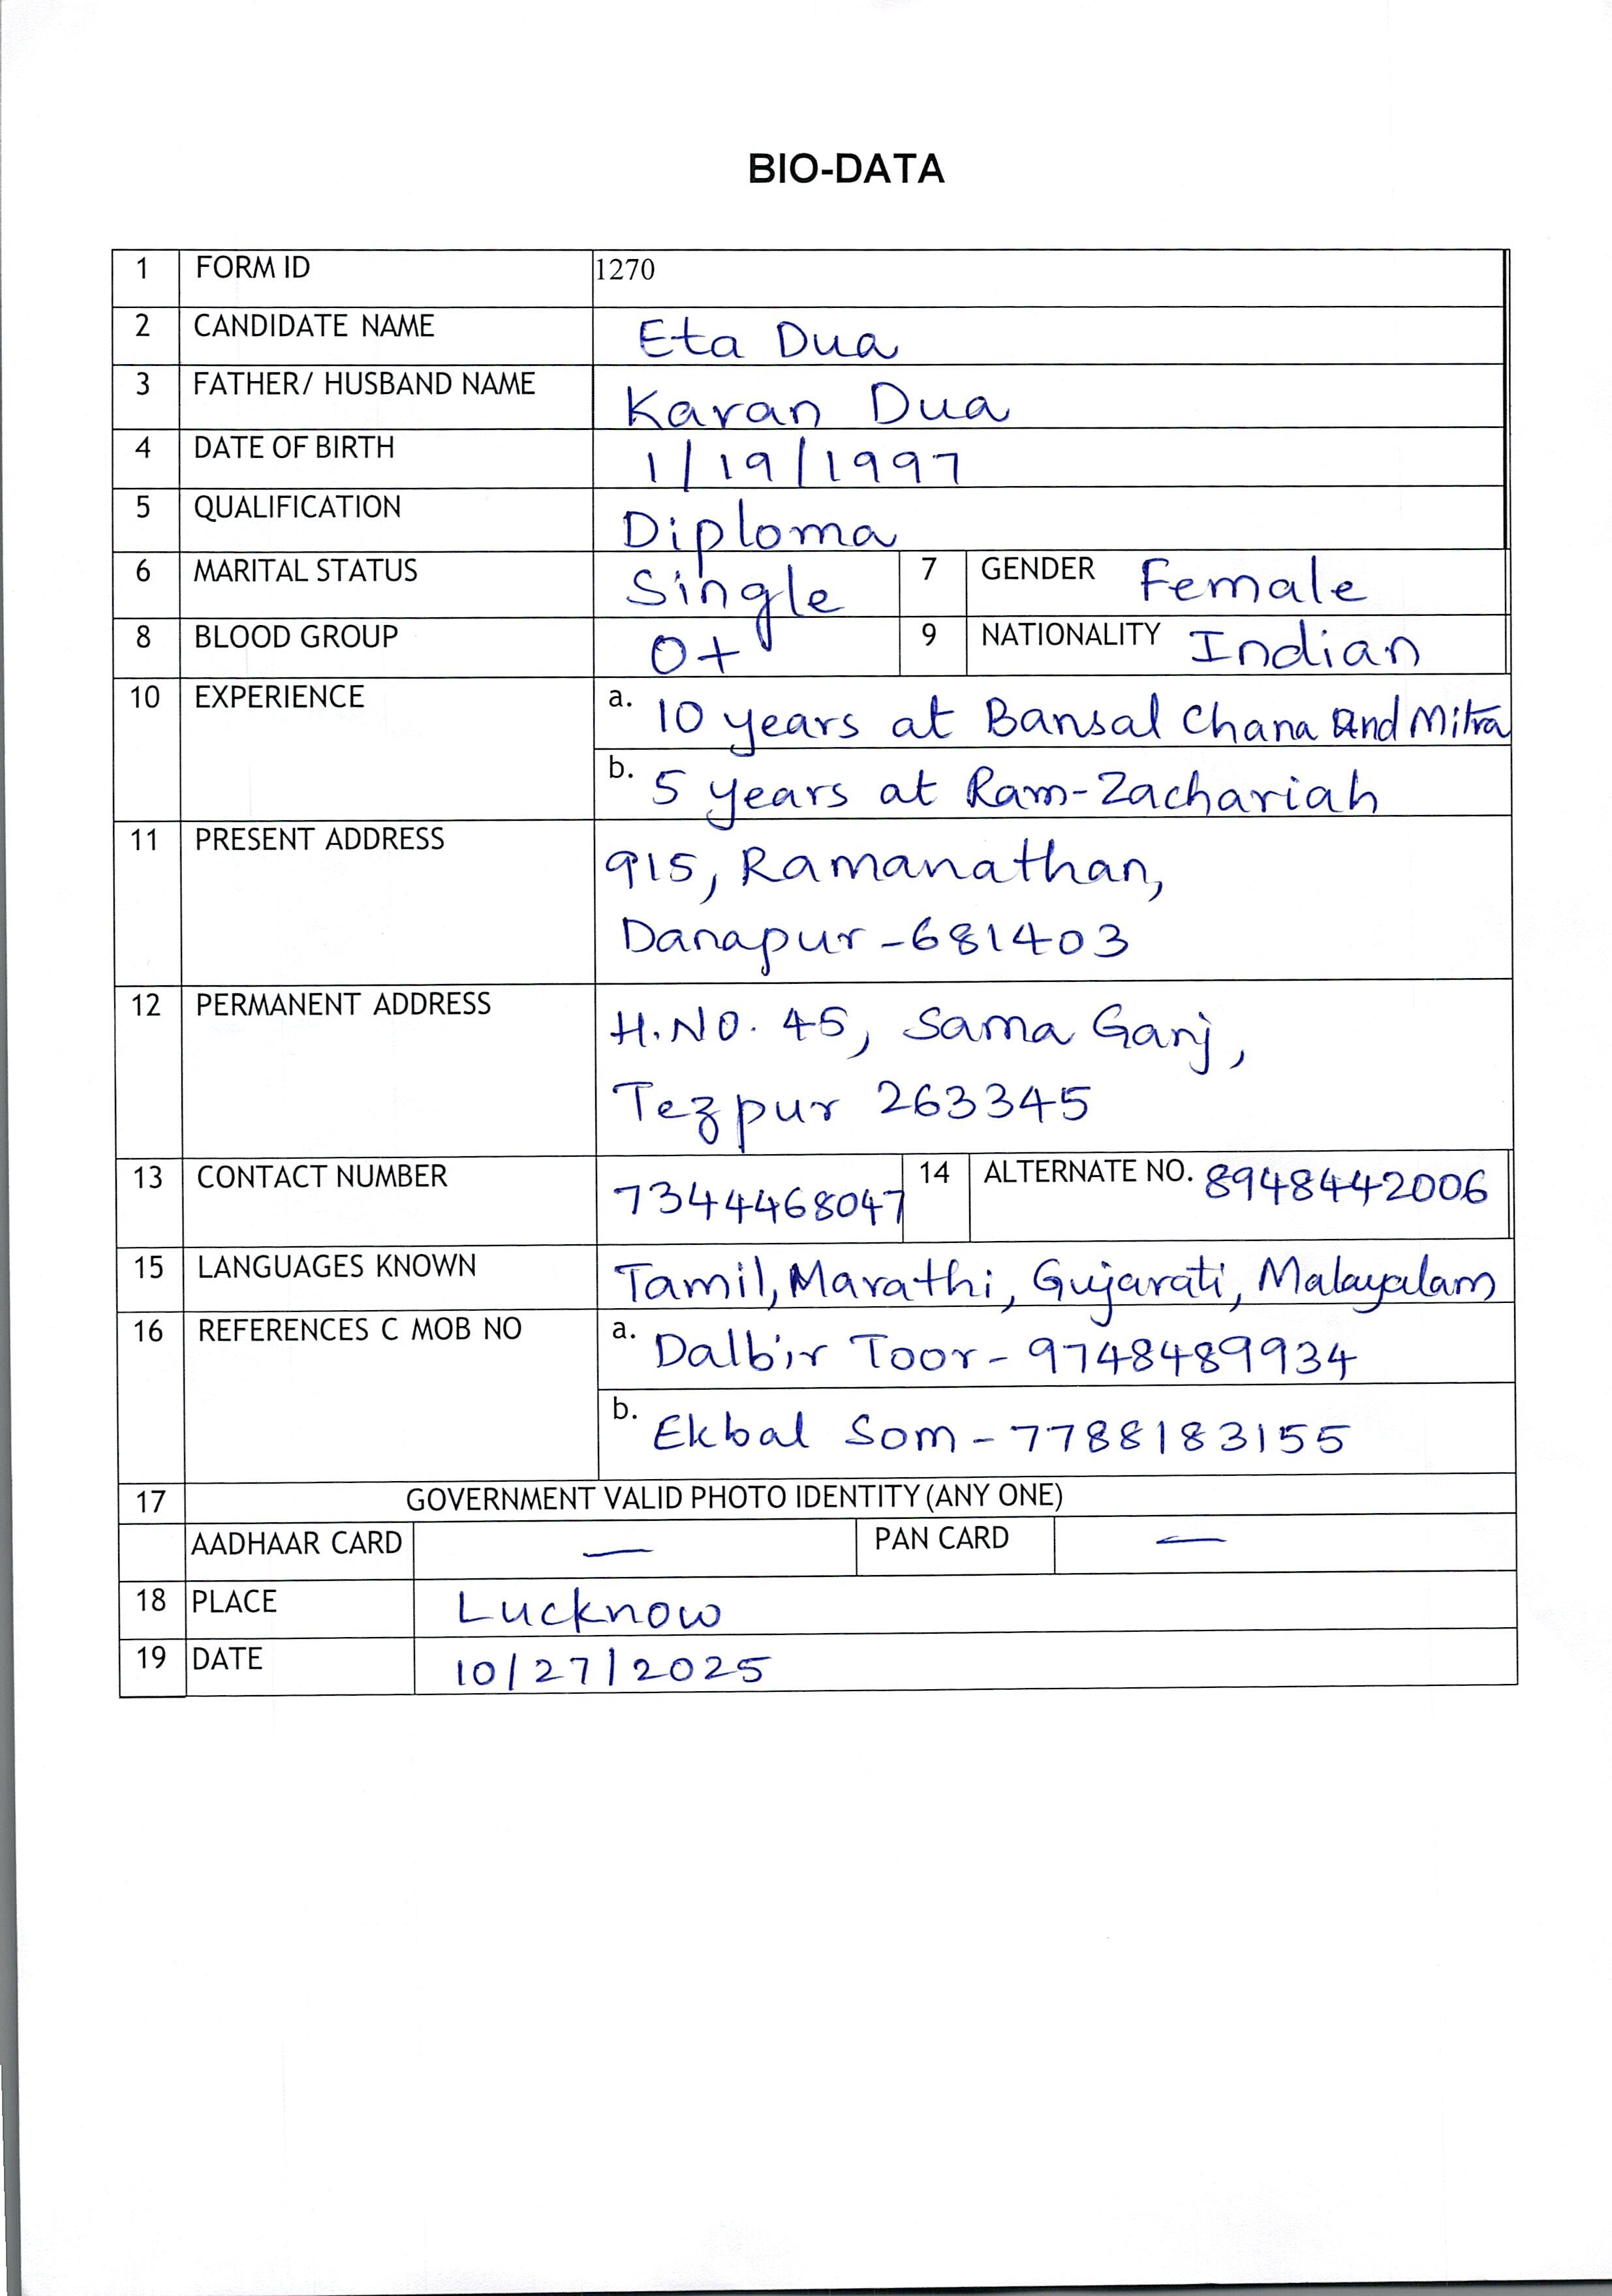 BIO-DATA
1 FORM ID 1270
2 CANDIDATE NAME Eta Dua
3 FATHER/ HUSBAND NAME Karan Dua
4 DATE OF BIRTH 1/19/1997
5 QUALIFICATION Diploma
6 MARITAL STATUS Single 7 GENDER Female
8 BLOOD GROUP O+ 9 NATIONALITY Indian
10 EXPERIENCE a. 10 years at Bansal Chana And Mitra
b. 5 years at Ram-Zachariah
11 PRESENT ADDRESS 915, Ramanathan,
Danapur-681403
12 PERMANENT ADDRESS H.NO. 45, Sama Ganj,
Tezpur 263345
13 CONTACT NUMBER 7344468047 14 ALTERNATE NO. 8948442006
15 LANGUAGES KNOWN Tamil, Marathi, Gujarati, Malayalam
16 REFERENCES C MOB NO a. Dalbir Toor - 9748489934
b. Ekbal Som - 7788183155
17 GOVERNMENT VALID PHOTO IDENTITY (ANY ONE)
AADHAAR CARD — PAN CARD —
18 PLACE Lucknow
19 DATE 10/27/2025